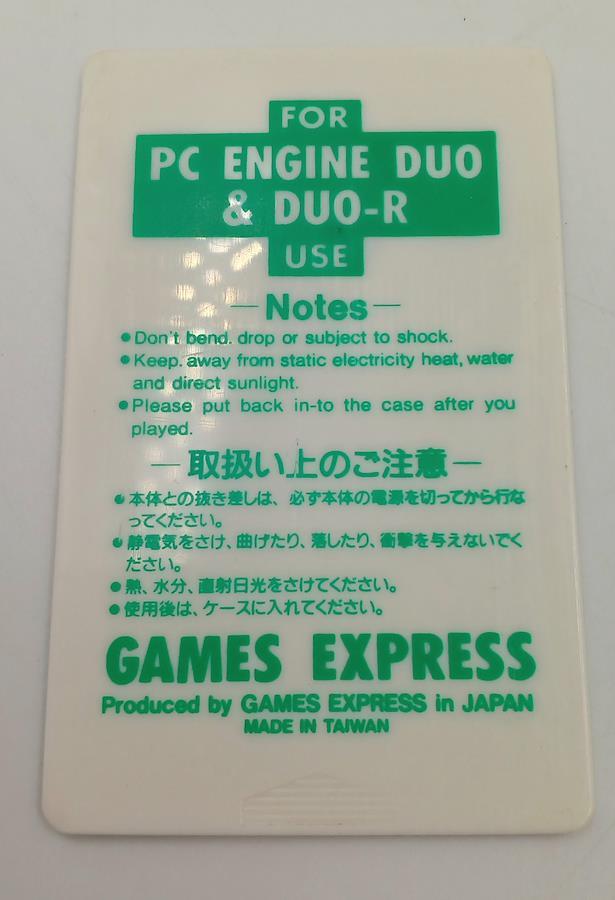 FOR
PC ENGINE DUO
& DUO-R
USE
Notes
●Don't bend. drop or subject to shock.
●Keep. away from static electricity heat, water
and direct sunlight.
●Please put back in-to the case after you
played.
取扱い上のご注意
●本体との抜き差しは、必ず本体の電源を切ってから行な
ってください。
●静電気をさけ、曲げたり、落したり、衝撃を与えないでく
ださい。
●熱、水分、直射日光をさけてください。
●使用後は、ケースに入れてください。
GAMES EXPRESS
Produced by GAMES EXPRESS in JAPAN
MADE IN TAIWAN